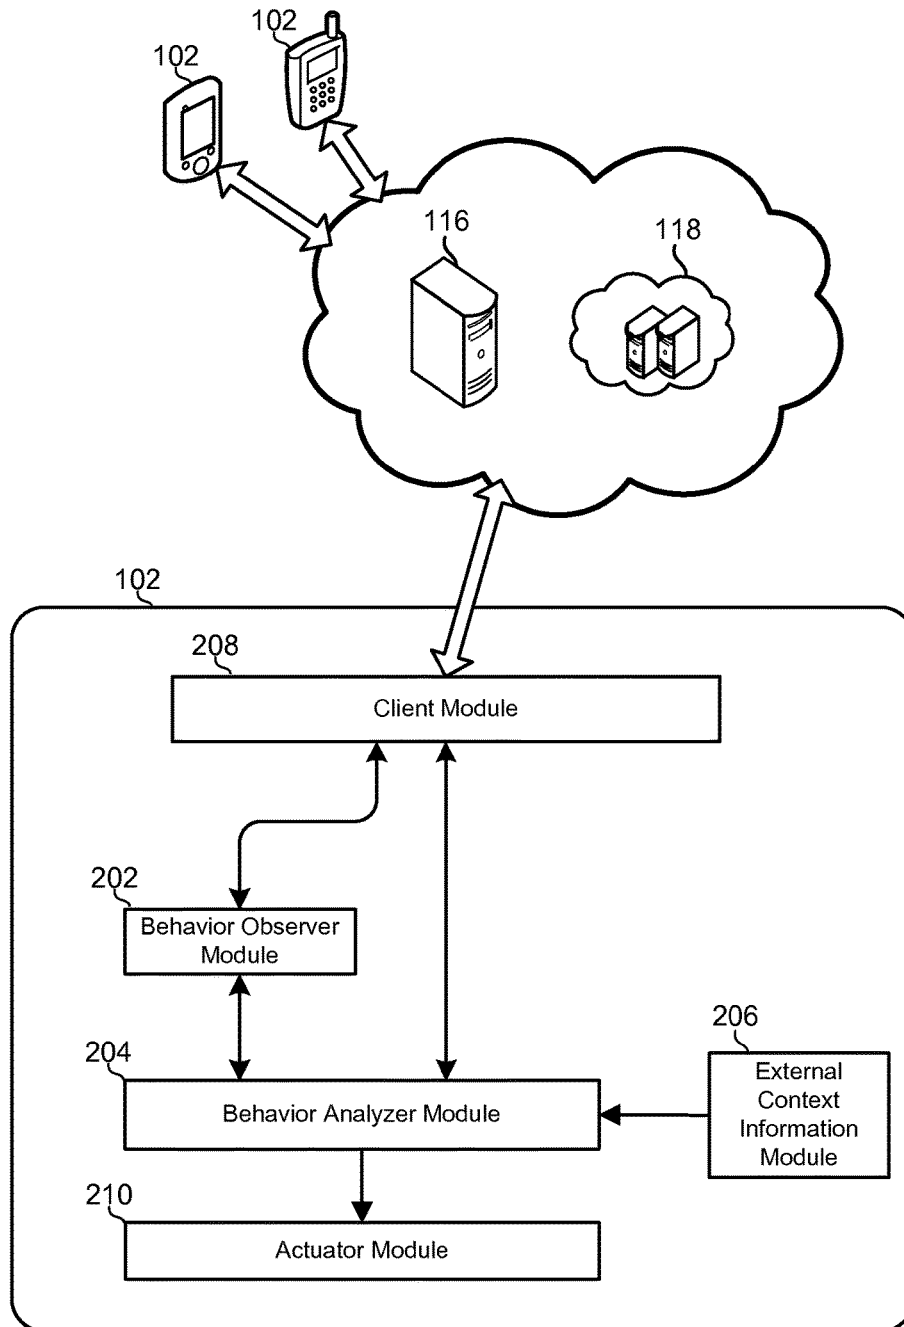 102
102
116
118
102
208
Client Module
202
Behavior Observer
Module
206
External
Context
Information
Module
204
Behavior Analyzer Module
210
Actuator Module